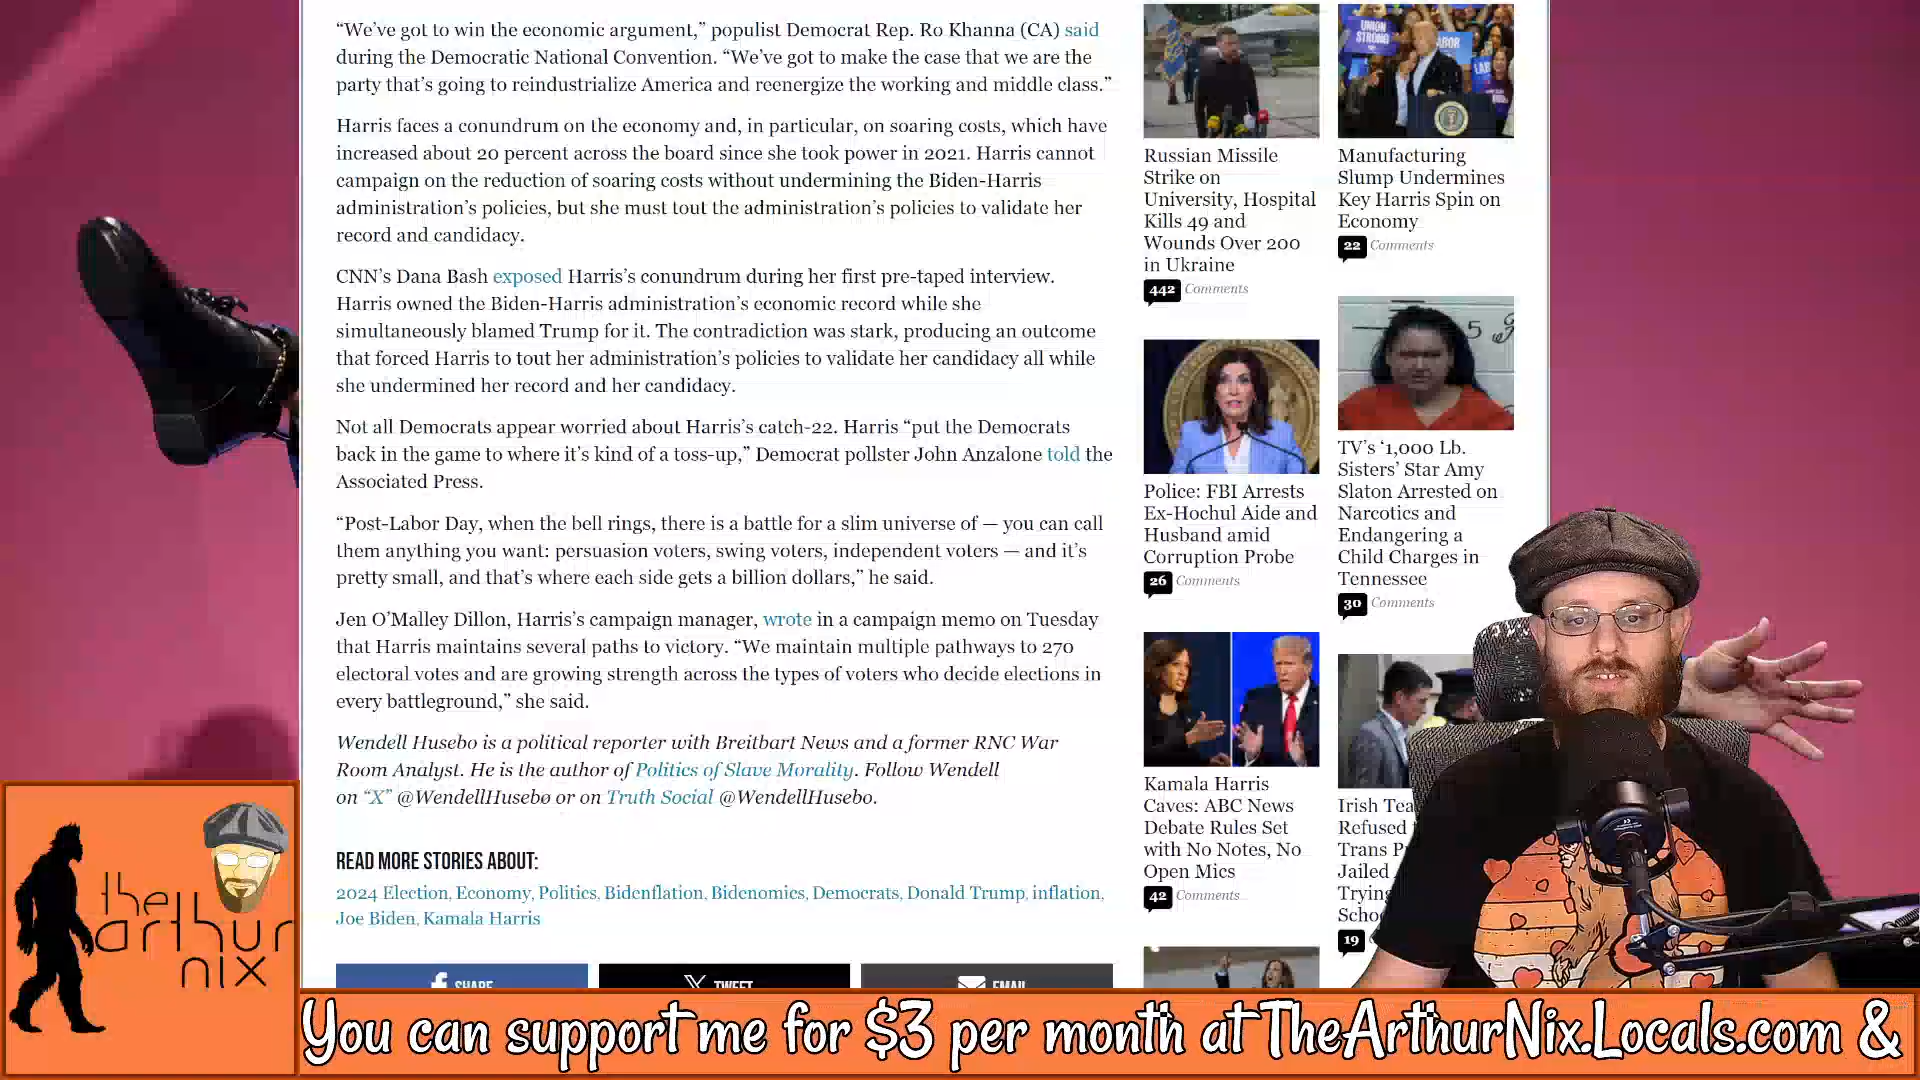 “We’ve got to win the economic argument,” populist Democrat Rep. Ro Khanna (CA) said
during the Democratic National Convention. “We’ve got to make the case that we are the
party that’s going to reindustrialize America and reenergize the working and middle class.”
Harris faces a conundrum on the economy and, in particular, on soaring costs, which have
increased about 20 percent across the board since she took power in 2021. Harris cannot
campaign on the reduction of soaring costs without undermining the Biden-Harris
administration’s policies, but she must tout the administration’s policies to validate her
record and candidacy.
CNN’s Dana Bash exposed Harris’s conundrum during her first pre-taped interview.
Harris owned the Biden-Harris administration’s economic record while she
simultaneously blamed Trump for it. The contradiction was stark, producing an outcome
that forced Harris to tout her administration’s policies to validate her candidacy all while
she undermined her record and her candidacy.
Not all Democrats appear worried about Harris’s catch-22. Harris “put the Democrats
back in the game to where it’s kind of a toss-up,” Democrat pollster John Anzalone told the
Associated Press.
“Post-Labor Day, when the bell rings, there is a battle for a slim universe of — you can call
them anything you want: persuasion voters, swing voters, independent voters — and it’s
pretty small, and that’s where each side gets a billion dollars,” he said.
Jen O’Malley Dillon, Harris’s campaign manager, wrote in a campaign memo on Tuesday
that Harris maintains several paths to victory. “We maintain multiple pathways to 270
electoral votes and are growing strength across the types of voters who decide elections in
every battleground,” she said.
Wendell Husebo is a political reporter with Breitbart News and a former RNC War
Room Analyst. He is the author of Politics of Slave Morality. Follow Wendell
on “X” @WendellHusebø or on Truth Social @WendellHusebo.
READ MORE STORIES ABOUT:
2024 Election, Economy, Politics, Bidenflation, Bidenomics, Democrats, Donald Trump, inflation,
Joe Biden, Kamala Harris
SHARE
TWEET
EMAIL
Russian Missile
Strike on
University, Hospital
Kills 49 and
Wounds Over 200
in Ukraine
442 Comments
Police: FBI Arrests
Ex-Hochul Aide and
Husband amid
Corruption Probe
26 Comments
Kamala Harris
Caves: ABC News
Debate Rules Set
with No Notes, No
Open Mics
42 Comments
UNION
STRONG
Manufacturing
Slump Undermines
Key Harris Spin on
Economy
22 Comments
5
TV’s ‘1,000 Lb.
Sisters’ Star Amy
Slaton Arrested on
Narcotics and
Endangering a
Child Charges in
Tennessee
30 Comments
Irish Tea
Refused
Trans P
Jailed
Trying
Schoo
19
the
arthur
nix
You can support me for $3 per month at TheArthurNix.Locals.com &